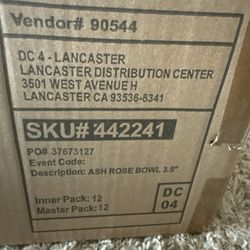 Vendor# 90544
DC 4 - LANCASTER
LANCASTER DISTRIBUTION CENTER
3501 WEST AVENUE H
LANCASTER CA 93536-8341
SKU# 442241
PO# 37673127
Event Code:
Description: ASH ROSE BOWL 3.5"
Inner Pack: 12
Master Pack: 12
DC
04